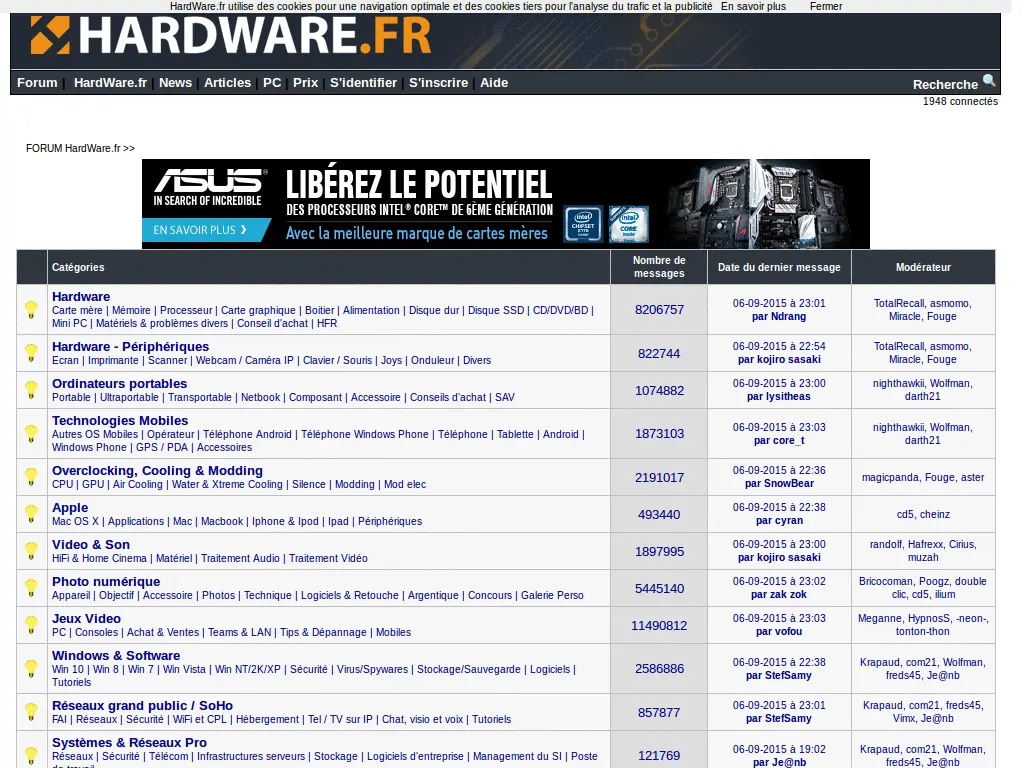 HardWare.fr utilise des cookies pour une navigation optimale et des cookies tiers pour l'analyse du trafic et la publicité En savoir plus Fermer
HARDWARE.FR
Forum | HardWare.fr | News | Articles | PC | Prix | S'identifier | S'inscrire | Aide Recherche
1948 connectés
FORUM HardWare.fr >>
ASUS
IN SEARCH OF INCREDIBLE
EN SAVOIR PLUS ❯
LIBÉREZ LE POTENTIEL
DES PROCESSEURS INTEL® CORE™ DE 6ÈME GÉNÉRATION
Avec la meilleure marque de cartes mères
Catégories Nombre de messages Date du dernier message Modérateur
Hardware
Carte mère | Mémoire | Processeur | Carte graphique | Boitier | Alimentation | Disque dur | Disque SSD | CD/DVD/BD |
Mini PC | Matériels & problèmes divers | Conseil d'achat | HFR
8206757
06-09-2015 à 23:01
par Ndrang
TotalRecall, asmomo,
Miracle, Fouge
Hardware - Périphériques
Ecran | Imprimante | Scanner | Webcam / Caméra IP | Clavier / Souris | Joys | Onduleur | Divers
822744
06-09-2015 à 22:54
par kojiro sasaki
TotalRecall, asmomo,
Miracle, Fouge
Ordinateurs portables
Portable | Ultraportable | Transportable | Netbook | Composant | Accessoire | Conseils d'achat | SAV
1074882
06-09-2015 à 23:00
par lysitheas
nighthawkii, Wolfman,
darth21
Technologies Mobiles
Autres OS Mobiles | Opérateur | Téléphone Android | Téléphone Windows Phone | Téléphone | Tablette | Android |
Windows Phone | GPS / PDA | Accessoires
1873103
06-09-2015 à 23:03
par core_t
nighthawkii, Wolfman,
darth21
Overclocking, Cooling & Modding
CPU | GPU | Air Cooling | Water & Xtreme Cooling | Silence | Modding | Mod elec
2191017
06-09-2015 à 22:36
par SnowBear
magicpanda, Fouge, aster
Apple
Mac OS X | Applications | Mac | Macbook | Iphone & Ipod | Ipad | Périphériques
493440
06-09-2015 à 22:38
par cyran
cd5, cheinz
Video & Son
HiFi & Home Cinema | Matériel | Traitement Audio | Traitement Vidéo
1897995
06-09-2015 à 23:00
par kojiro sasaki
randolf, Hafrexx, Cirius,
muzah
Photo numérique
Appareil | Objectif | Accessoire | Photos | Technique | Logiciels & Retouche | Argentique | Concours | Galerie Perso
5445140
06-09-2015 à 23:02
par zak zok
Bricocoman, Poogz, double
clic, cd5, ilium
Jeux Video
PC | Consoles | Achat & Ventes | Teams & LAN | Tips & Dépannage | Mobiles
11490812
06-09-2015 à 23:03
par vofou
Meganne, HypnosS, -neon-,
tonton-thon
Windows & Software
Win 10 | Win 8 | Win 7 | Win Vista | Win NT/2K/XP | Sécurité | Virus/Spywares | Stockage/Sauvegarde | Logiciels |
Tutoriels
2586886
06-09-2015 à 22:38
par StefSamy
Krapaud, com21, Wolfman,
freds45, Je@nb
Réseaux grand public / SoHo
FAI | Réseaux | Sécurité | WiFi et CPL | Hébergement | Tel / TV sur IP | Chat, visio et voix | Tutoriels
857877
06-09-2015 à 23:01
par StefSamy
Krapaud, com21, freds45,
Vimx, Je@nb
Systèmes & Réseaux Pro
Réseaux | Sécurité | Télécom | Infrastructures serveurs | Stockage | Logiciels d'entreprise | Management du SI | Poste
121769
06-09-2015 à 19:02
par Je@nb
Krapaud, com21, Wolfman,
freds45, Je@nb